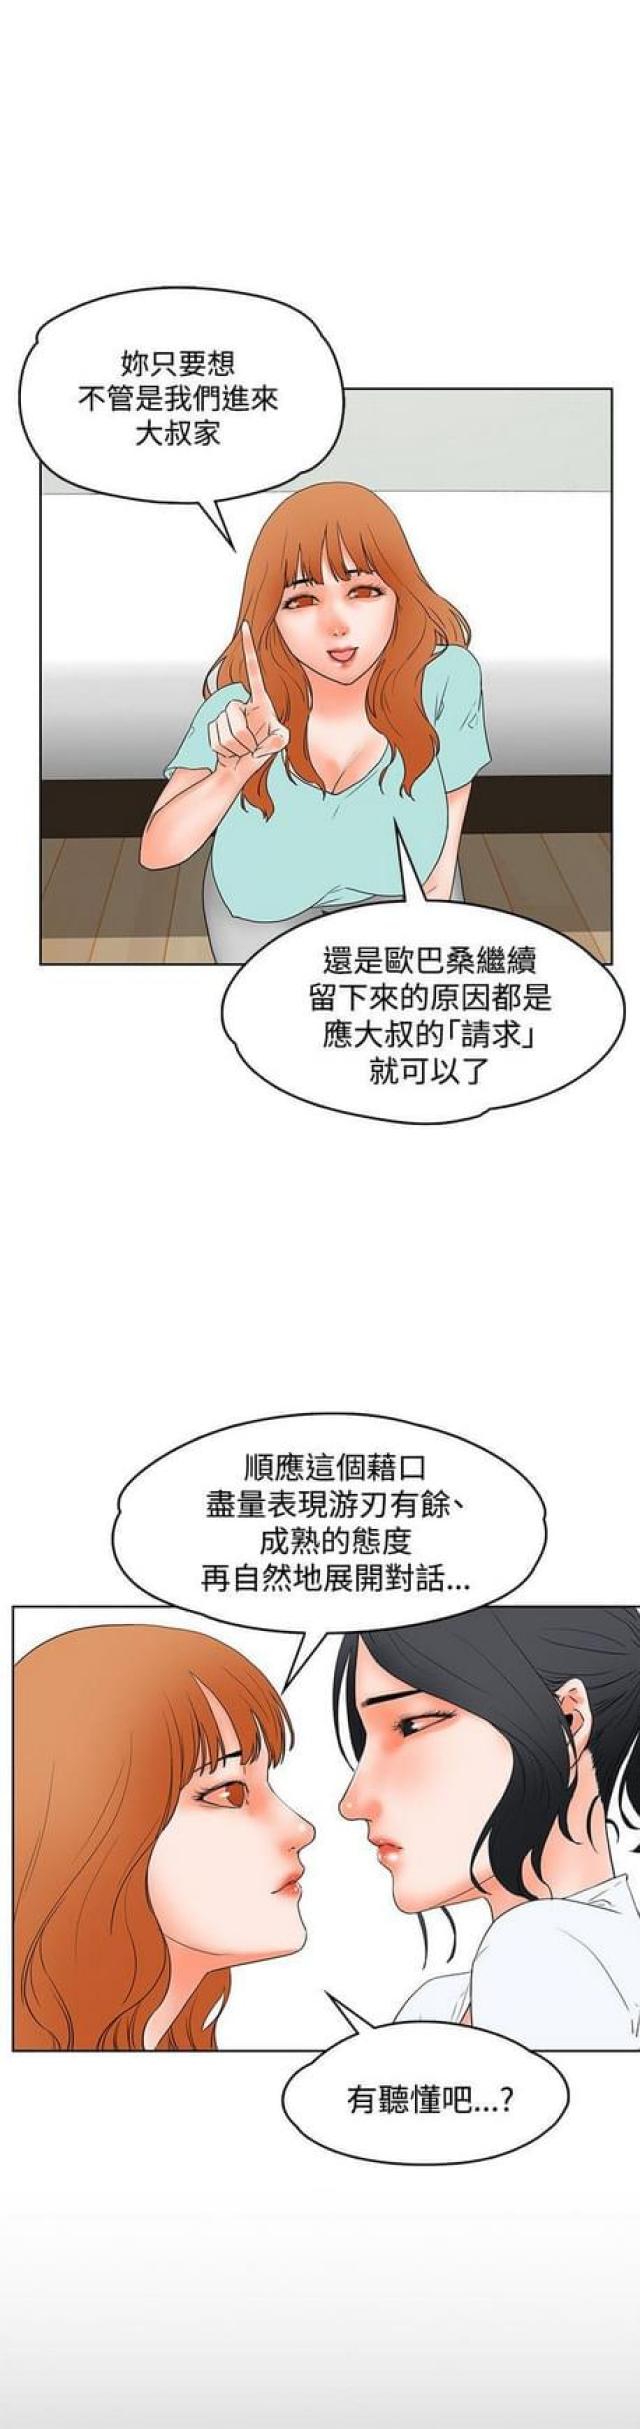 妳只要想
不管是我們進來
大叔家
還是歐巴桑繼續
留下來的原因都是
應大叔的「請求」
就可以了
順應這個藉口
盡量表現游刃有餘、
成熟的態度
再自然地展開對話...
有聽懂吧...?